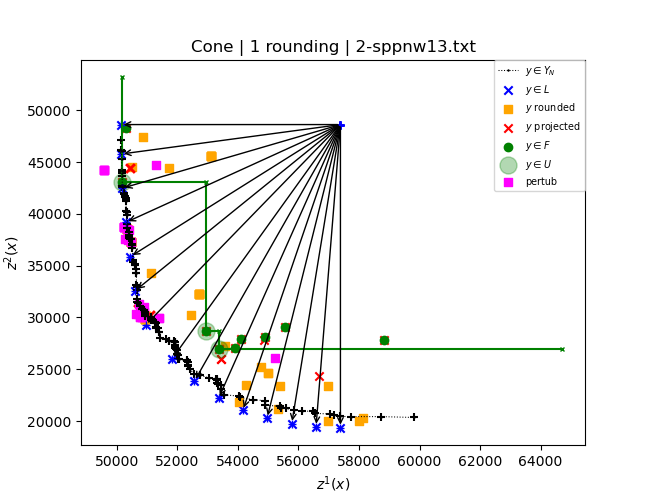 Cone | 1 rounding | 2-sppnw13.txt
y ∈ Y_N
y ∈ L
y rounded
y projected
y ∈ F
y ∈ U
pertub
z²(x)
50000
45000
40000
35000
30000
25000
20000
50000 52000 54000 56000 58000 60000 62000 64000
z¹(x)